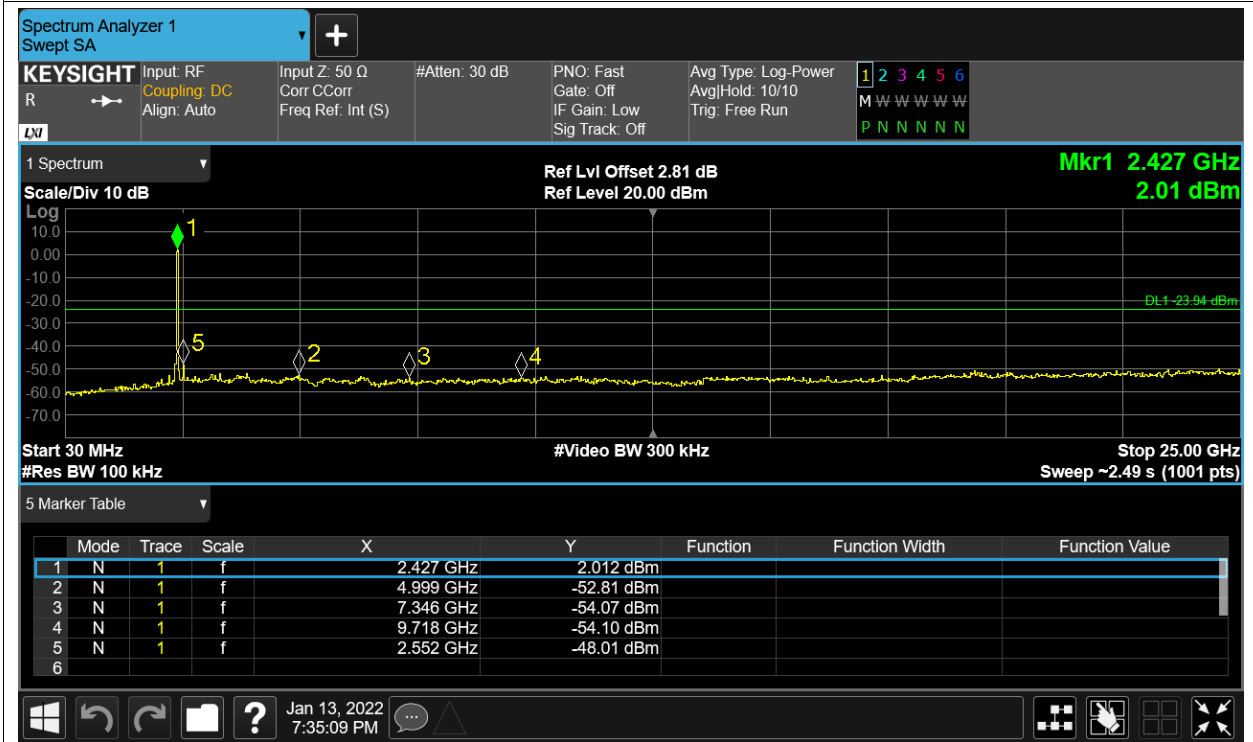 Spectrum Analyzer 1
Swept SA
KEYSIGHT
R
LXI
Input: RF
Coupling: DC
Align: Auto
Input Z: 50 Ω
Corr CCorr
Freq Ref: Int (S)
#Atten: 30 dB
PNO: Fast
Gate: Off
IF Gain: Low
Sig Track: Off
Avg Type: Log-Power
Avg|Hold: 10/10
Trig: Free Run
1 2 3 4 5 6
M W W W W W
P N N N N N
1 Spectrum
Scale/Div 10 dB
Ref Lvl Offset 2.81 dB
Ref Level 20.00 dBm
Mkr1 2.427 GHz
2.01 dBm
Log
10.0
0.00
-10.0
-20.0
-30.0
-40.0
-50.0
-60.0
-70.0
1
5
2
3
4
DL1 -23.94 dBm
Start 30 MHz
#Res BW 100 kHz
#Video BW 300 kHz
Stop 25.00 GHz
Sweep ~2.49 s (1001 pts)
5 Marker Table
Mode Trace Scale X Y Function Function Width Function Value
1 N 1 f 2.427 GHz 2.012 dBm
2 N 1 f 4.999 GHz -52.81 dBm
3 N 1 f 7.346 GHz -54.07 dBm
4 N 1 f 9.718 GHz -54.10 dBm
5 N 1 f 2.552 GHz -48.01 dBm
6
?
Jan 13, 2022
7:35:09 PM